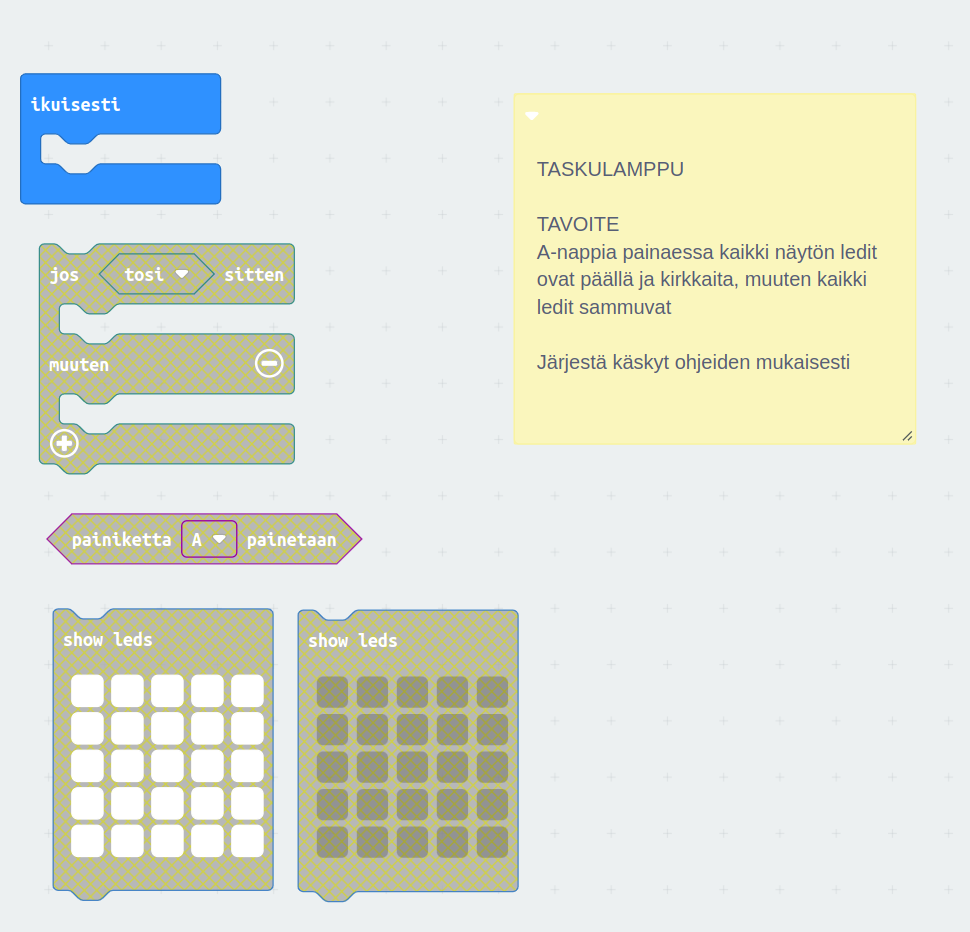 ikuisesti
jos tosi sitten
muuten
painiketta A painetaan
show leds
show leds
TASKULAMPPU
TAVOITE
A-nappia painaessa kaikki näytön ledit
ovat päällä ja kirkkaita, muuten kaikki
ledit sammuvat
Järjestä käskyt ohjeiden mukaisesti